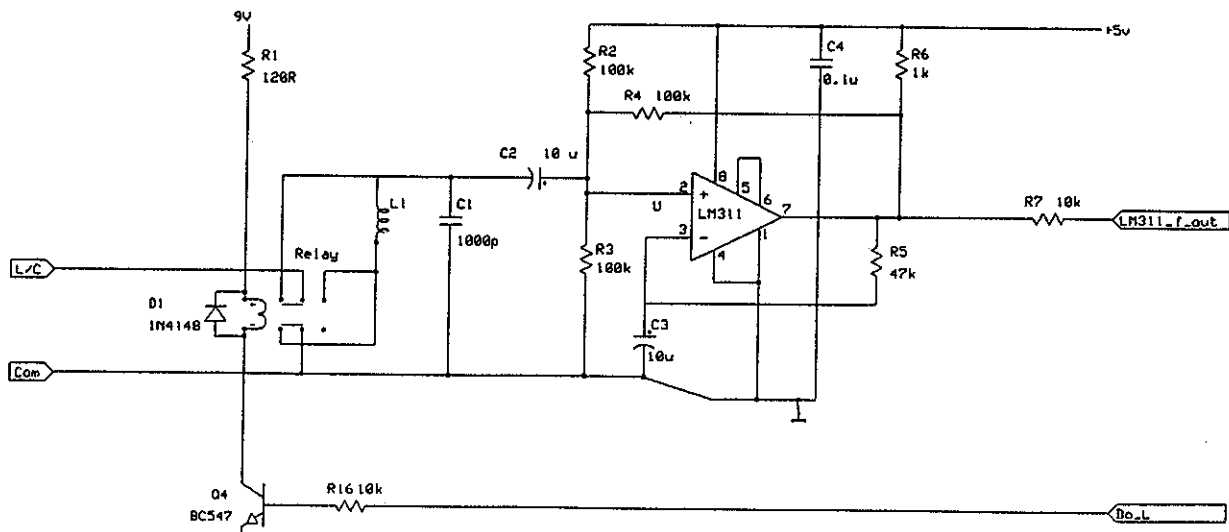 9V
R1
120R
R2
100k
C4
0.1u
R6
1k
+5v
R4 100k
C2 10 u
L1
C1
1000p
2
+
8
5
6
LM311
7
U
3
-
1
4
R3
100k
R5
47k
R7 10k
LM311_f_out
L/C
Relay
D1
1N4148
+
-
C3
10u
Com
Q4
BC547
R16 10k
Do_L